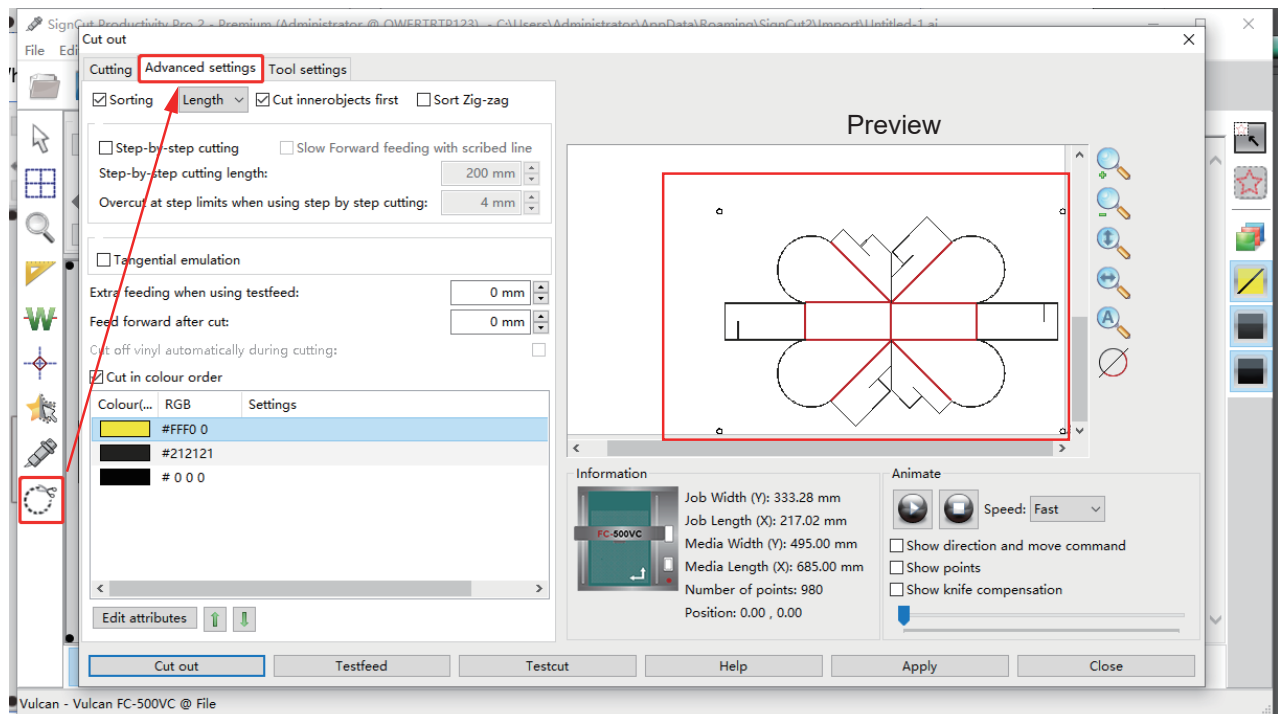 SignCut Productivity Pro 2 - Premium (Administrator @ QWERTRTP123) - C:\Users\Administrator\AppData\Roaming\SignCut2\Import\Untitled-1.ai
File Edi
Cut out
Cutting Advanced settings Tool settings
Sorting Length Cut innerobjects first Sort Zig-zag
Step-by-step cutting Slow Forward feeding with scribed line
Step-by-step cutting length: 200 mm
Overcut at step limits when using step by step cutting: 4 mm
Tangential emulation
Extra feeding when using testfeed: 0 mm
Feed forward after cut: 0 mm
Cut off vinyl automatically during cutting:
Cut in colour order
Colour(... RGB Settings
#FFF0 0
#212121
# 0 0 0
Edit attributes
Preview
Information
FC-500VC
Job Width (Y): 333.28 mm
Job Length (X): 217.02 mm
Media Width (Y): 495.00 mm
Media Length (X): 685.00 mm
Number of points: 980
Position: 0.00 , 0.00
Animate
Speed: Fast
Show direction and move command
Show points
Show knife compensation
Cut out Testfeed Testcut Help Apply Close
Vulcan - Vulcan FC-500VC @ File